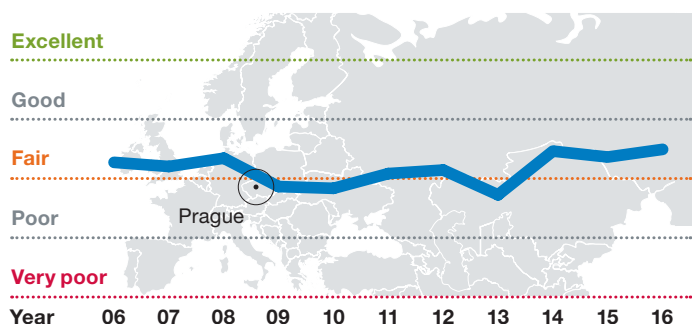 Excellent
Good
Fair
Prague
Poor
Very poor
Year 06 07 08 09 10 11 12 13 14 15 16